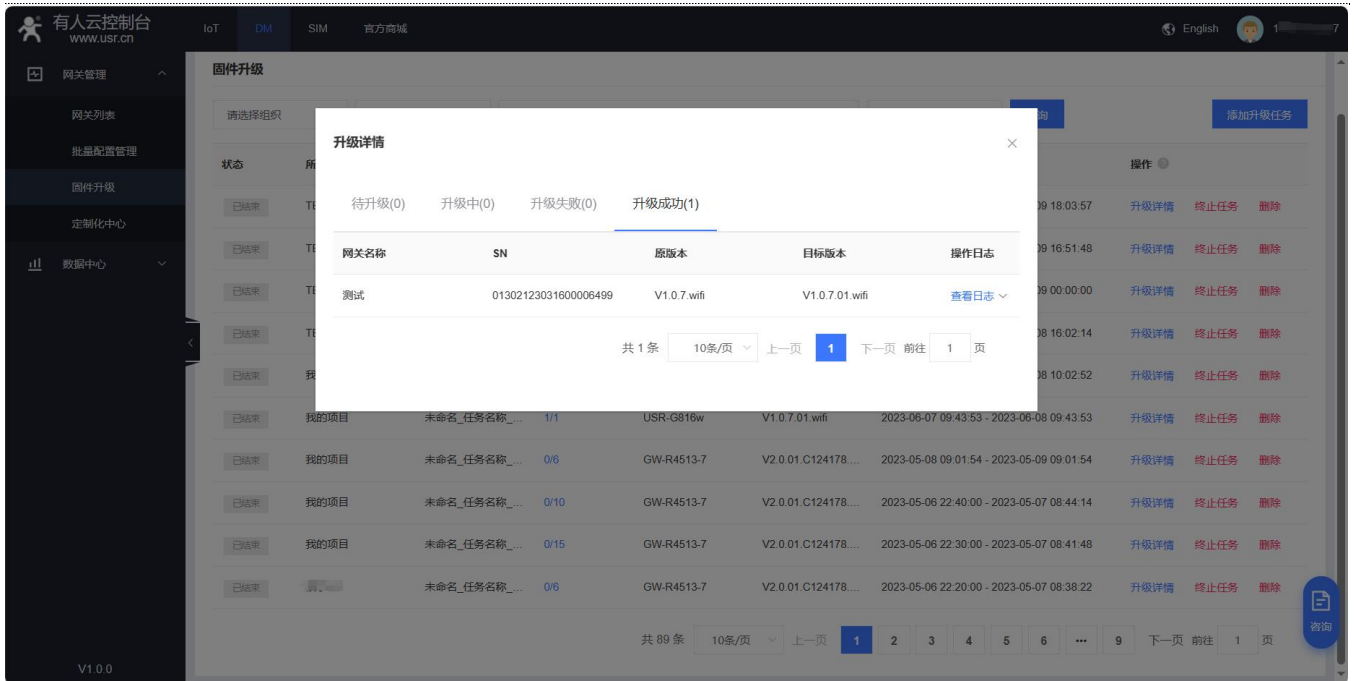 有人云控制台
www.usr.cn
IoT DM SIM 官方商城 English 1 7
网关管理
网关列表
批量配置管理
固件升级
定制化中心
数据中心
V1.0.0
固件升级
请选择组织 询 添加升级任务
状态 所 操作
已结束 TE 09 18:03:57 升级详情 终止任务 删除
已结束 TE 09 16:51:48 升级详情 终止任务 删除
已结束 TE 09 00:00:00 升级详情 终止任务 删除
已结束 TE 08 16:02:14 升级详情 终止任务 删除
已结束 我 08 10:02:52 升级详情 终止任务 删除
已结束 我的项目 未命名_任务名称_... 1/1 USR-G816w V1.0.7.01.wifi 2023-06-07 09:43:53 - 2023-06-08 09:43:53 升级详情 终止任务 删除
已结束 我的项目 未命名_任务名称_... 0/6 GW-R4513-7 V2.0.01.C124178.... 2023-05-08 09:01:54 - 2023-05-09 09:01:54 升级详情 终止任务 删除
已结束 我的项目 未命名_任务名称_... 0/10 GW-R4513-7 V2.0.01.C124178.... 2023-05-06 22:40:00 - 2023-05-07 08:44:14 升级详情 终止任务 删除
已结束 我的项目 未命名_任务名称_... 0/15 GW-R4513-7 V2.0.01.C124178.... 2023-05-06 22:30:00 - 2023-05-07 08:41:48 升级详情 终止任务 删除
已结束 未命名_任务名称_... 0/6 GW-R4513-7 V2.0.01.C124178.... 2023-05-06 22:20:00 - 2023-05-07 08:38:22 升级详情 终止任务 删除
共 89 条 10条/页 上一页 1 2 3 4 5 6 ... 9 下一页 前往 1 页
咨询
升级详情
待升级(0) 升级中(0) 升级失败(0) 升级成功(1)
网关名称 SN 原版本 目标版本 操作日志
测试 01302123031600006499 V1.0.7.wifi V1.0.7.01.wifi 查看日志
共 1 条 10条/页 上一页 1 下一页 前往 1 页